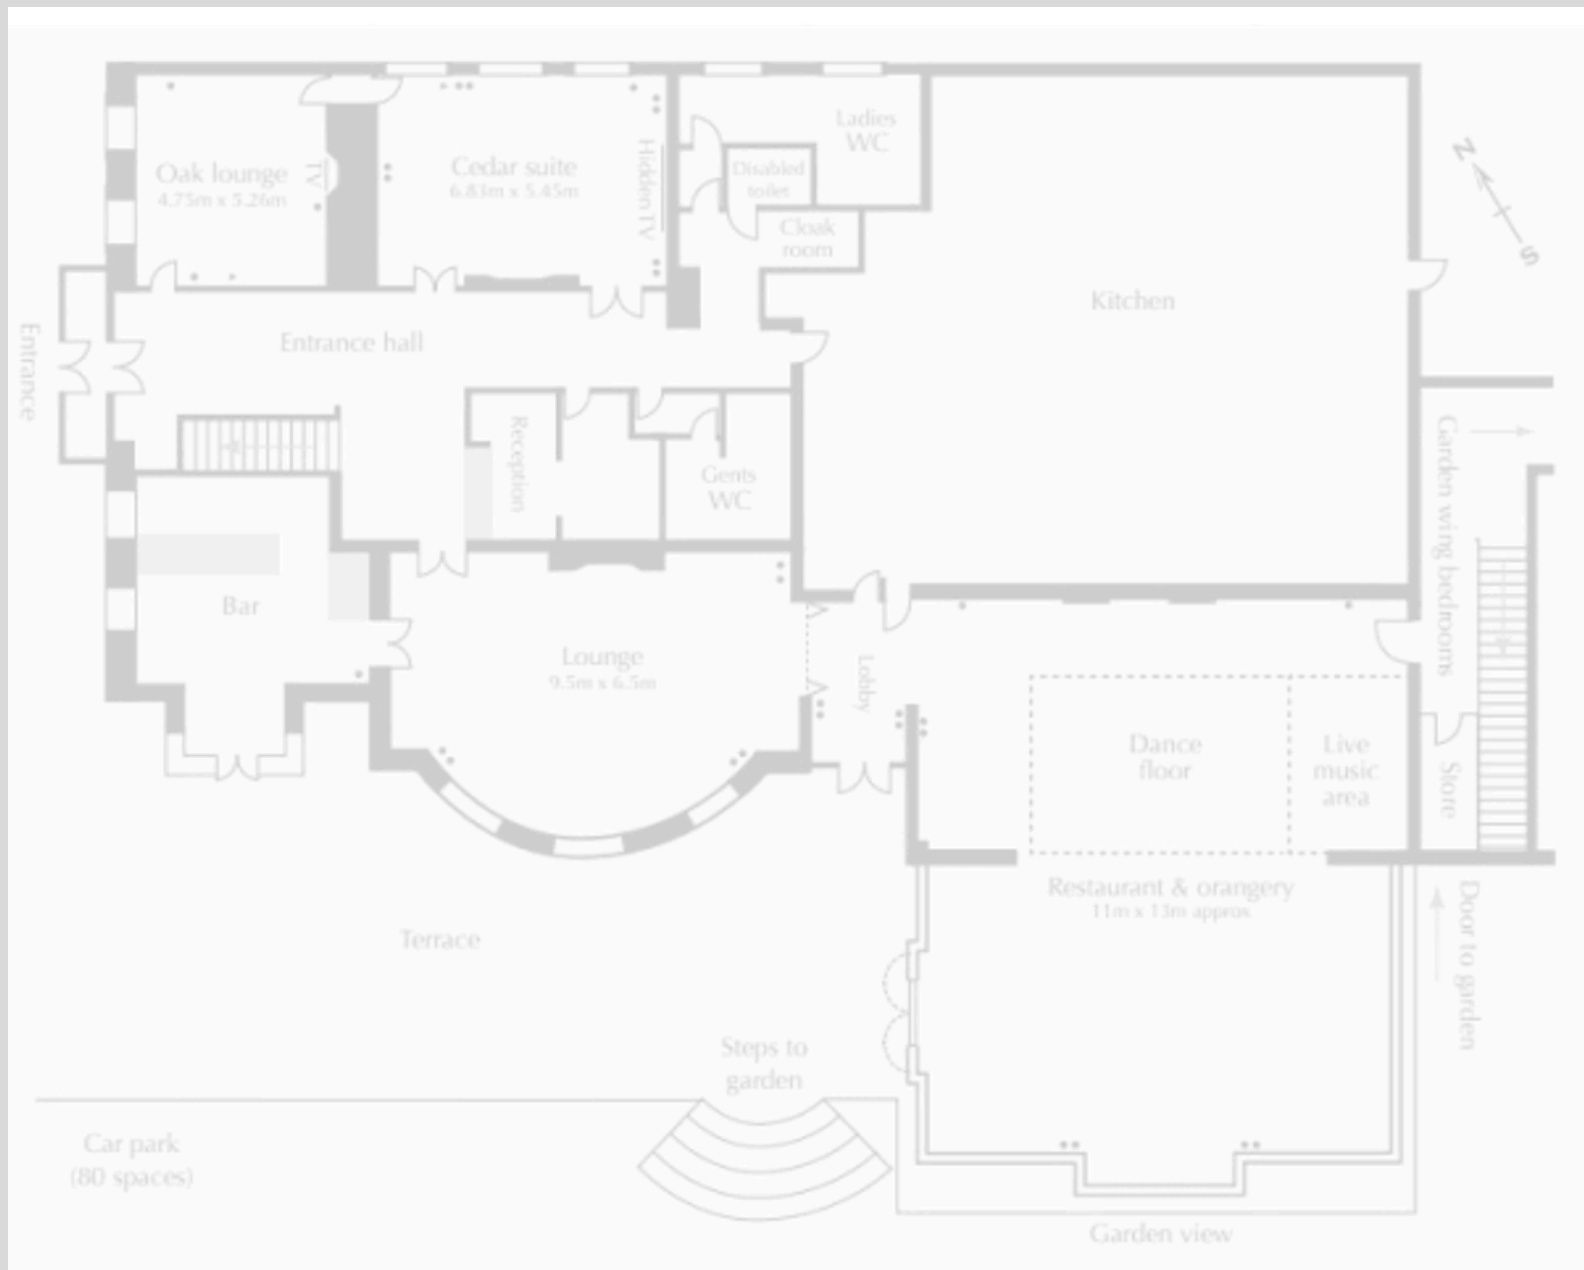 Oak lounge
4.75m x 5.26m
TV
Cedar suite
6.83m x 5.45m
Hidden TV
Ladies
WC
Disabled
toilet
Cloak
room
Kitchen
N
S
Entrance
Entrance hall
Reception
Gents
WC
Garden wing bedrooms
Bar
Lounge
9.5m x 6.5m
Lobby
Dance
floor
Live
music
area
Store
Restaurant & orangery
11m x 13m approx
Door to garden
Terrace
Steps to
garden
Car park
(80 spaces)
Garden view